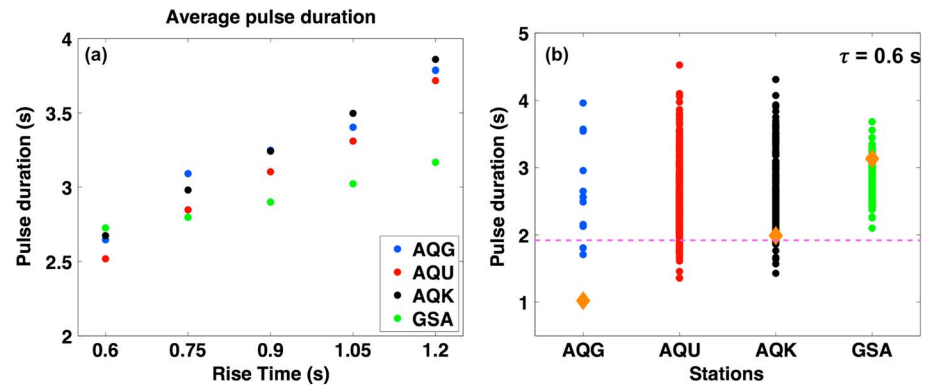 Average pulse duration
(a)
4
3.5
3
2.5
2
Pulse duration (s)
0.6 0.75 0.9 1.05 1.2
Rise Time (s)
AQG
AQU
AQK
GSA
(b)
τ = 0.6 s
5
4
3
2
1
Pulse duration (s)
AQG AQU AQK GSA
Stations